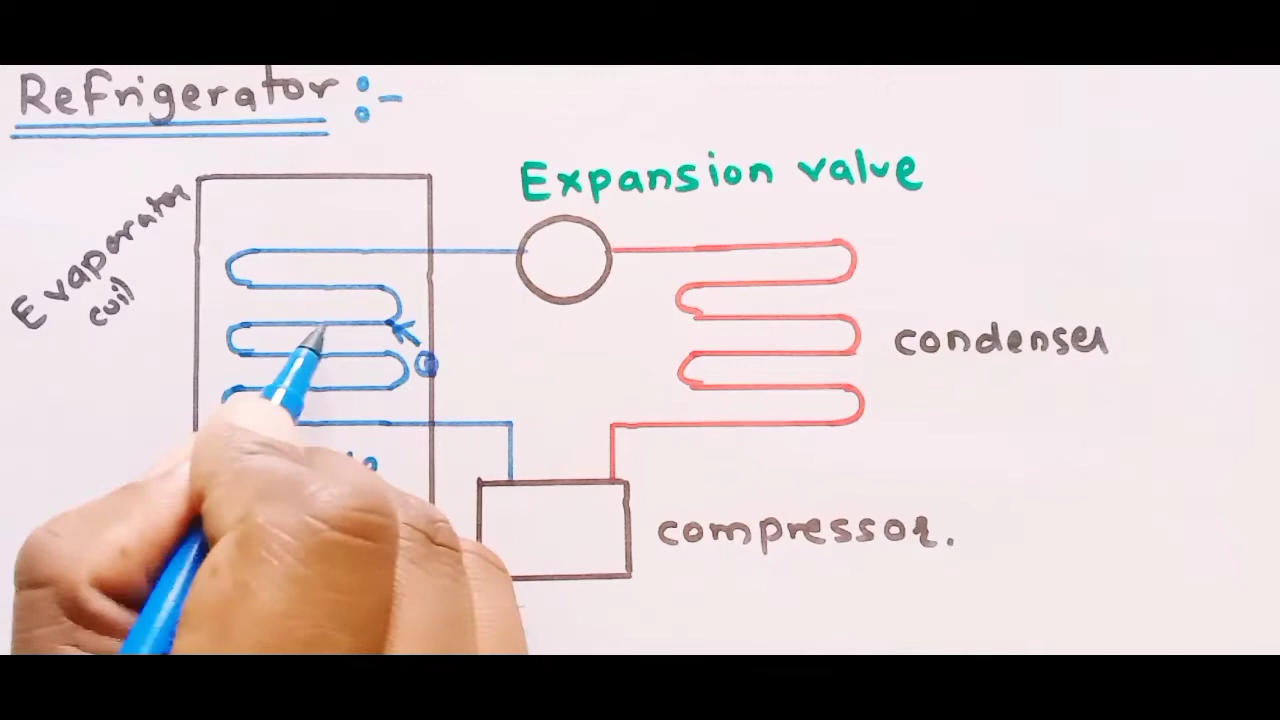 Refrigerator :-
Expansion valve
Evaporator
coil
condenser
compressor.